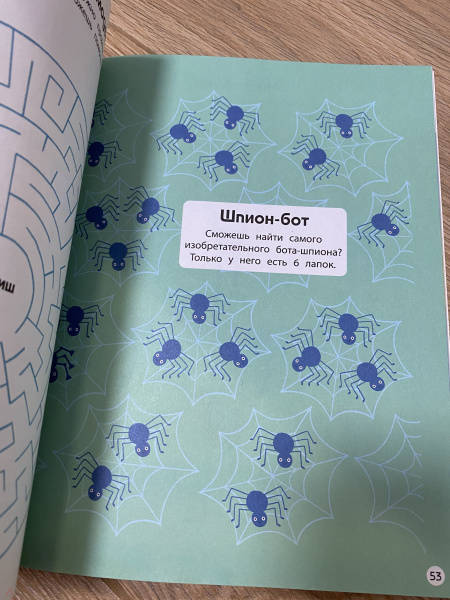 Шпион-бот
Сможешь найти самого
изобретательного бота-шпиона?
Только у него есть 6 лапок.
53